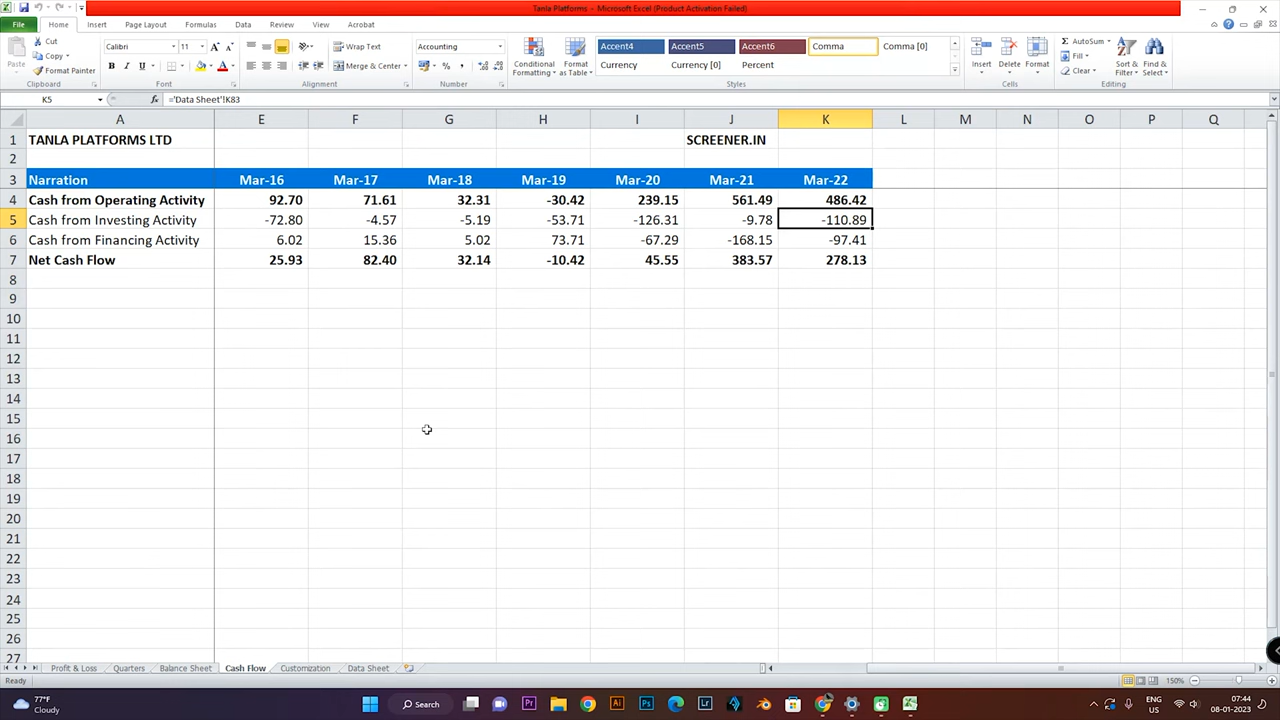 Tanla Platforms - Microsoft Excel (Product Activation Failed)
File Home Insert Page Layout Formulas Data Review View Acrobat
Paste Cut Copy Format Painter Clipboard
Calibri 11 A A B I U A Font
Wrap Text Merge & Center Alignment
Accounting % Number
Conditional Formatting Format as Table
Accent4 Accent5 Accent6 Comma Comma [0]
Currency Currency [0] Percent
Styles
Insert Delete Format Cells
AutoSum Fill Clear Sort & Filter Find & Select Editing
K5 fx ='Data Sheet'!K83
A E F G H I J K L M N O P Q
1 TANLA PLATFORMS LTD SCREENER.IN
2
3 Narration Mar-16 Mar-17 Mar-18 Mar-19 Mar-20 Mar-21 Mar-22
4 Cash from Operating Activity 92.70 71.61 32.31 -30.42 239.15 561.49 486.42
5 Cash from Investing Activity -72.80 -4.57 -5.19 -53.71 -126.31 -9.78 -110.89
6 Cash from Financing Activity 6.02 15.36 5.02 73.71 -67.29 -168.15 -97.41
7 Net Cash Flow 25.93 82.40 32.14 -10.42 45.55 383.57 278.13
8
9
10
11
12
13
14
15
16
17
18
19
20
21
22
23
24
25
26
27
Profit & Loss Quarters Balance Sheet Cash Flow Customization Data Sheet
Ready 150%
77°F Cloudy Search Pr Ai Ps Lr ENG US 07:44 08-01-2023